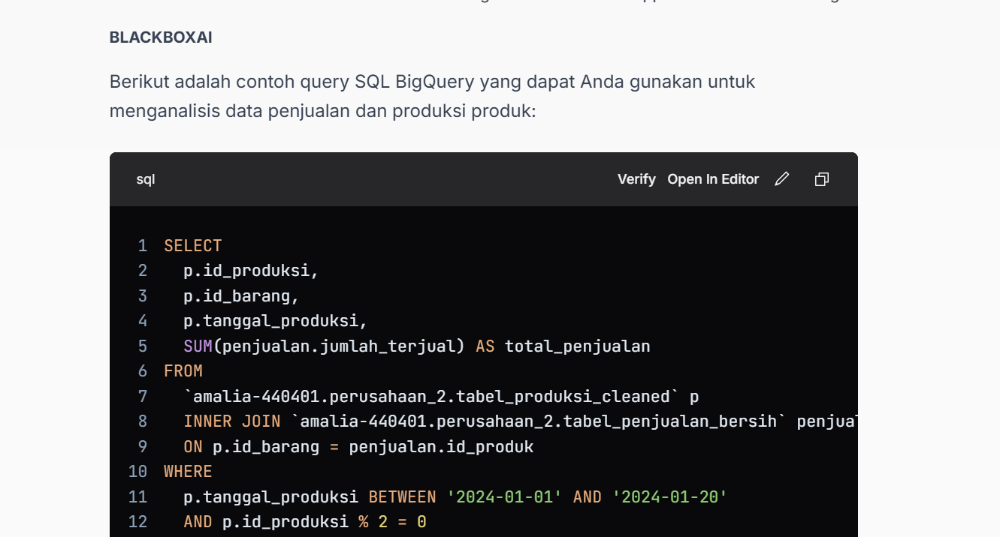 BLACKBOXAI
Berikut adalah contoh query SQL BigQuery yang dapat Anda gunakan untuk
menganalisis data penjualan dan produksi produk:
sql Verify Open In Editor
1 SELECT
2 p.id_produksi,
3 p.id_barang,
4 p.tanggal_produksi,
5 SUM(penjualan.jumlah_terjual) AS total_penjualan
6 FROM
7 `amalia-440401.perusahaan_2.tabel_produksi_cleaned` p
8 INNER JOIN `amalia-440401.perusahaan_2.tabel_penjualan_bersih`
9 ON p.id_barang = penjualan.id_produk
10 WHERE
11 p.tanggal_produksi BETWEEN '2024-01-01' AND '2024-01-20'
12 AND p.id_produksi % 2 = 0